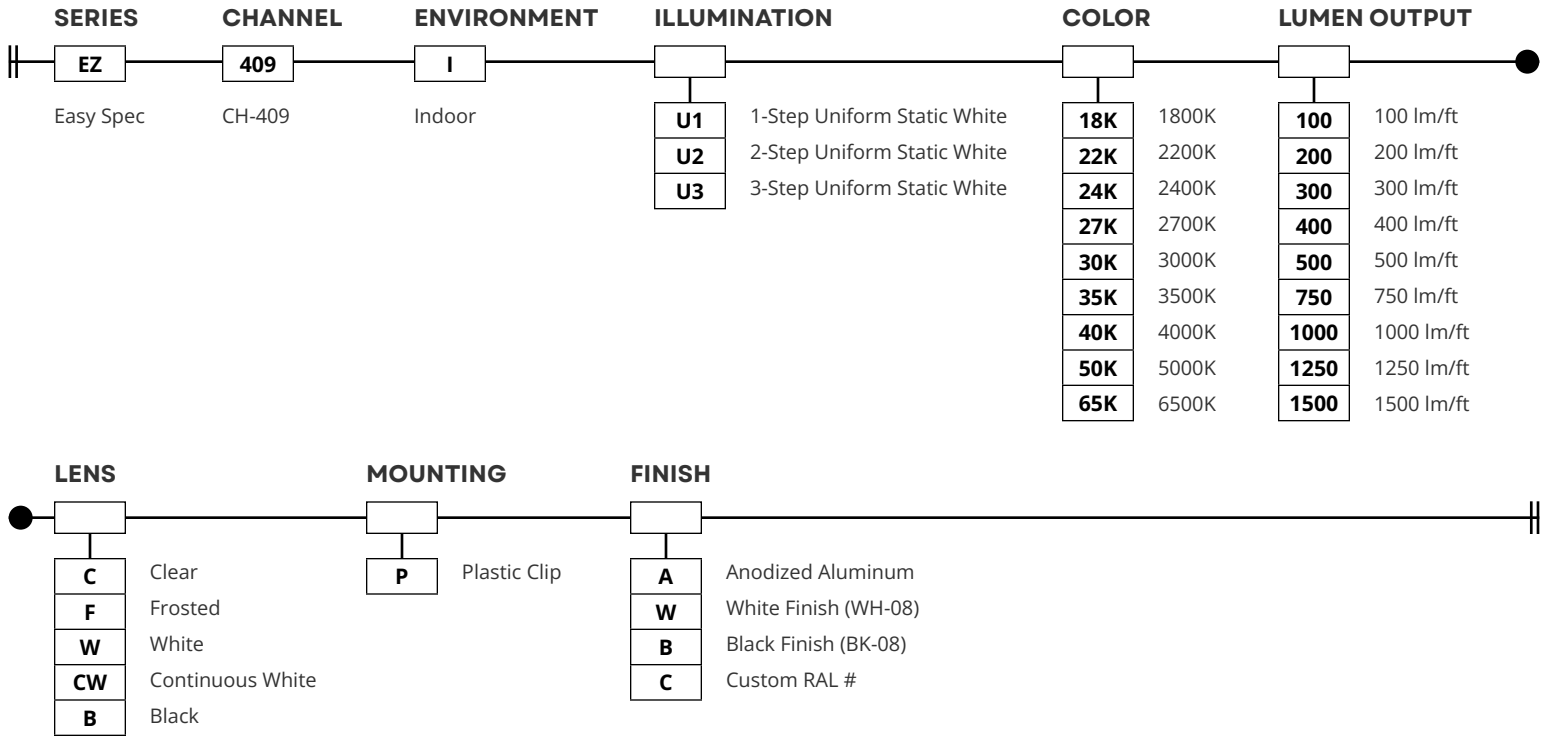 SERIES CHANNEL ENVIRONMENT ILLUMINATION COLOR LUMEN OUTPUT
EZ 409 I
Easy Spec CH-409 Indoor
U1 1-Step Uniform Static White 18K 1800K 100 100 lm/ft
U2 2-Step Uniform Static White 22K 2200K 200 200 lm/ft
U3 3-Step Uniform Static White 24K 2400K 300 300 lm/ft
27K 2700K 400 400 lm/ft
30K 3000K 500 500 lm/ft
35K 3500K 750 750 lm/ft
40K 4000K 1000 1000 lm/ft
50K 5000K 1250 1250 lm/ft
65K 6500K 1500 1500 lm/ft
LENS MOUNTING FINISH
C Clear P Plastic Clip A Anodized Aluminum
F Frosted W White Finish (WH-08)
W White B Black Finish (BK-08)
CW Continuous White C Custom RAL #
B Black